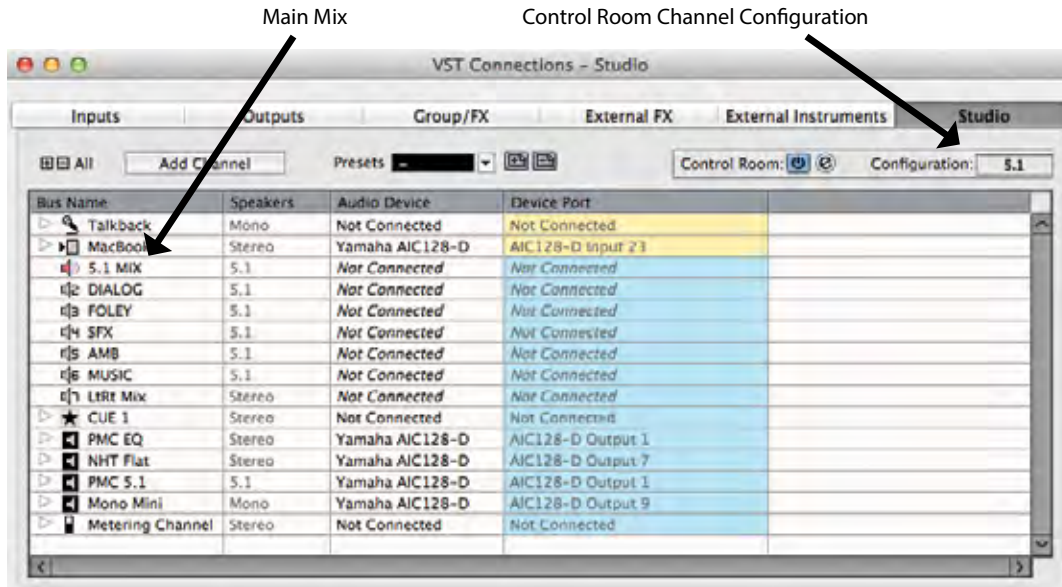 Main Mix Control Room Channel Configuration
VST Connections – Studio
Inputs Outputs Group/FX External FX External Instruments Studio
All Add Channel Presets – Control Room: Configuration: 5.1
Bus Name Speakers Audio Device Device Port
Talkback Mono Not Connected Not Connected
MacBook Stereo Yamaha AIC128-D AIC128-D Input 23
5.1 MIX 5.1 Not Connected Not Connected
2 DIALOG 5.1 Not Connected Not Connected
3 FOLEY 5.1 Not Connected Not Connected
4 SFX 5.1 Not Connected Not Connected
5 AMB 5.1 Not Connected Not Connected
6 MUSIC 5.1 Not Connected Not Connected
7 LtRt Mix Stereo Not Connected Not Connected
CUE 1 Stereo Not Connected Not Connected
PMC EQ Stereo Yamaha AIC128-D AIC128-D Output 1
NHT Flat Stereo Yamaha AIC128-D AIC128-D Output 7
PMC 5.1 5.1 Yamaha AIC128-D AIC128-D Output 1
Mono Mini Mono Yamaha AIC128-D AIC128-D Output 9
Metering Channel Stereo Not Connected Not Connected